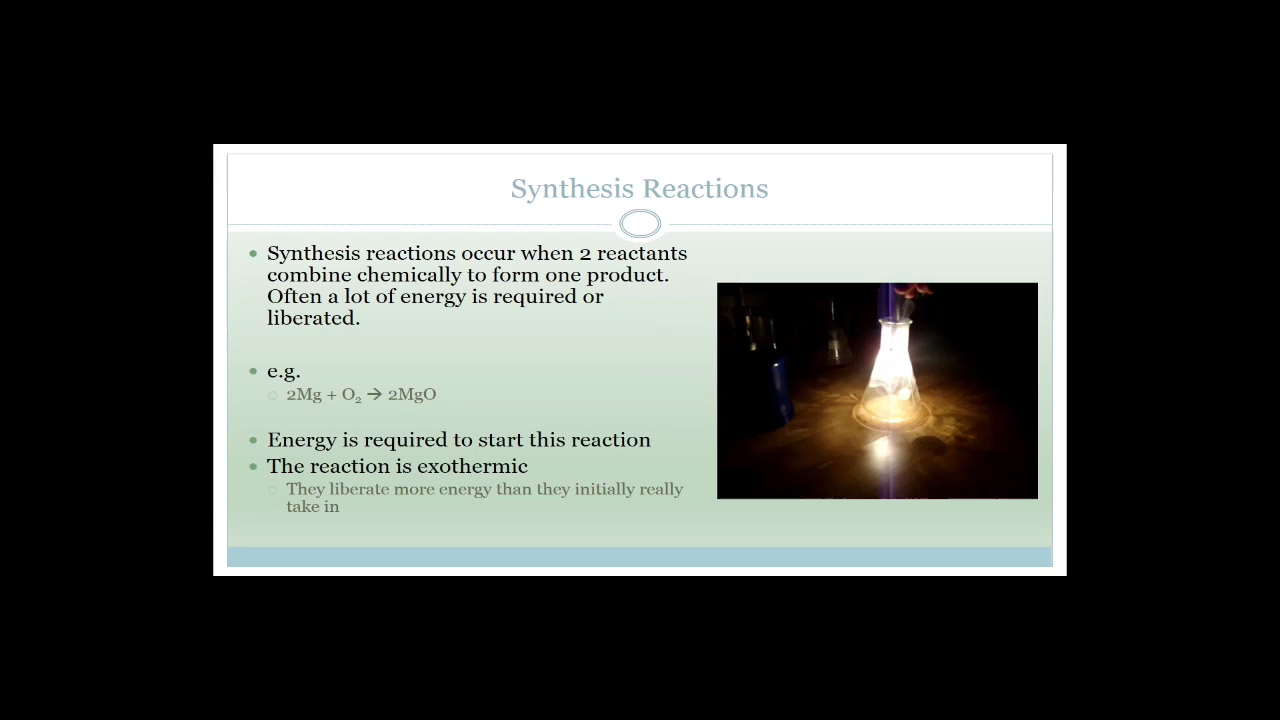 Synthesis Reactions
Synthesis reactions occur when 2 reactants
combine chemically to form one product.
Often a lot of energy is required or
liberated.
e.g.
2Mg + O₂ → 2MgO
Energy is required to start this reaction
The reaction is exothermic
They liberate more energy than they initially really
take in